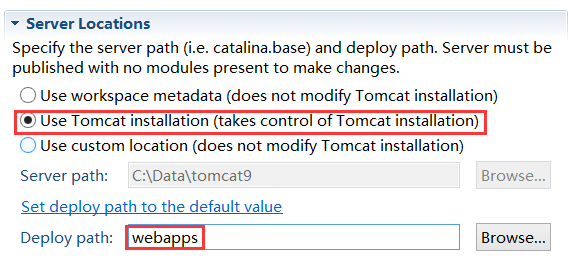 Server Locations
Specify the server path (i.e. catalina.base) and deploy path. Server must be
published with no modules present to make changes.
Use workspace metadata (does not modify Tomcat installation)
Use Tomcat installation (takes control of Tomcat installation)
Use custom location (does not modify Tomcat installation)
Server path: C:\Data\tomcat9 Browse...
Set deploy path to the default value
Deploy path: webapps Browse...